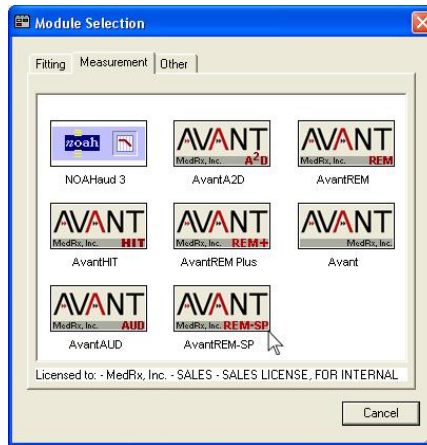 Module Selection
Fitting Measurement Other
noah
AVANT
MedRx, Inc. A²D
AVANT
MedRx, Inc. REM
NOAHaud 3 AvantA2D AvantREM
AVANT
MedRx, Inc. HIT
AVANT
MedRx, Inc. REM+
AVANT
MedRx, Inc.
AvantHIT AvantREM Plus Avant
AVANT
MedRx, Inc. AUD
AVANT
MedRx, Inc. REM-SP
AvantAUD AvantREM-SP
Licensed to: - MedRx, Inc. - SALES - SALES LICENSE, FOR INTERNAL
Cancel